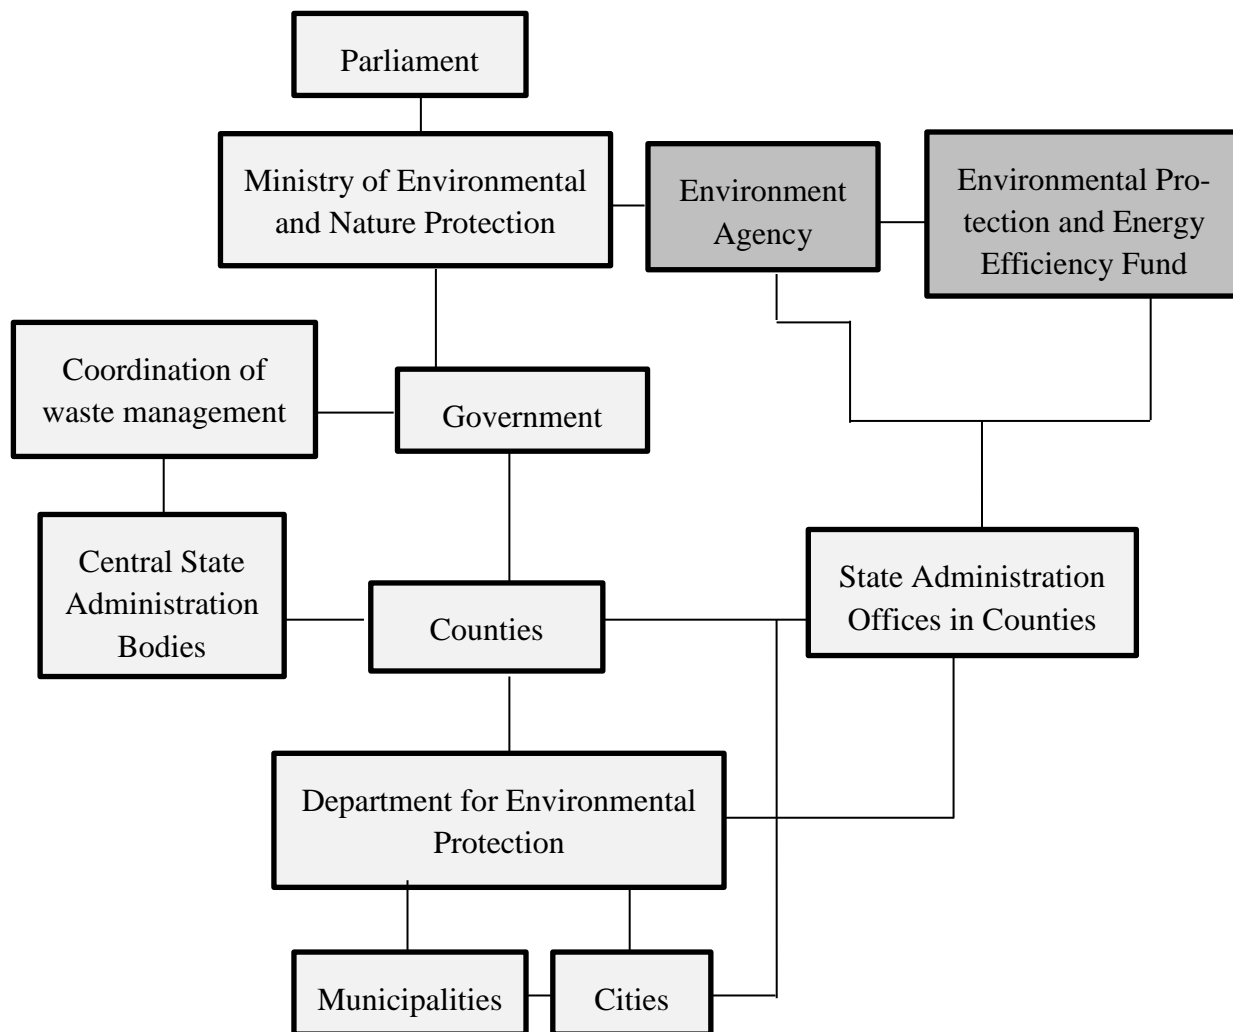 Parliament
Ministry of Environmental
and Nature Protection
Environment
Agency
Environmental Pro-
tection and Energy
Efficiency Fund
Coordination of
waste management
Government
Central State
Administration
Bodies
Counties
State Administration
Offices in Counties
Department for Environmental
Protection
Municipalities
Cities